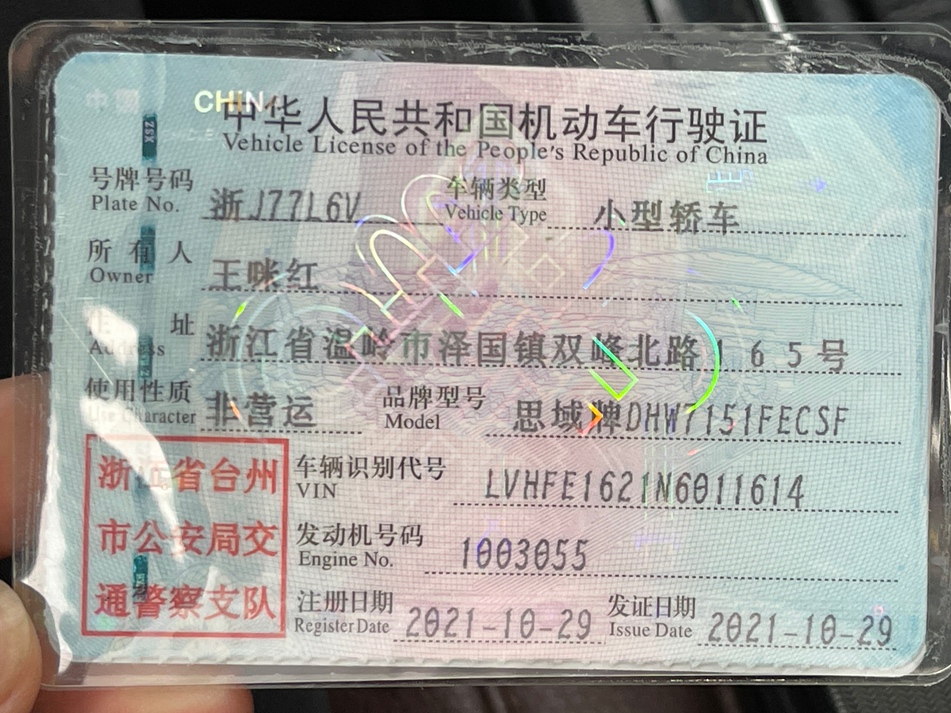 中国 CHIN
中华人民共和国机动车行驶证
Vehicle License of the People's Republic of China
号牌号码 浙J77L6V 车辆类型 小型轿车
Plate No. Vehicle Type
所有人 王咪红
Owner
住址 浙江省温岭市泽国镇双峰北路165号
Address
使用性质 非营运 品牌型号 思域牌DHW7151FECSF
Use Character Model
浙江省台州 车辆识别代号 LVHFE1621N6011614
VIN
市公安局交 发动机号码 1003055
Engine No.
通警察支队 注册日期 2021-10-29 发证日期 2021-10-29
Register Date Issue Date